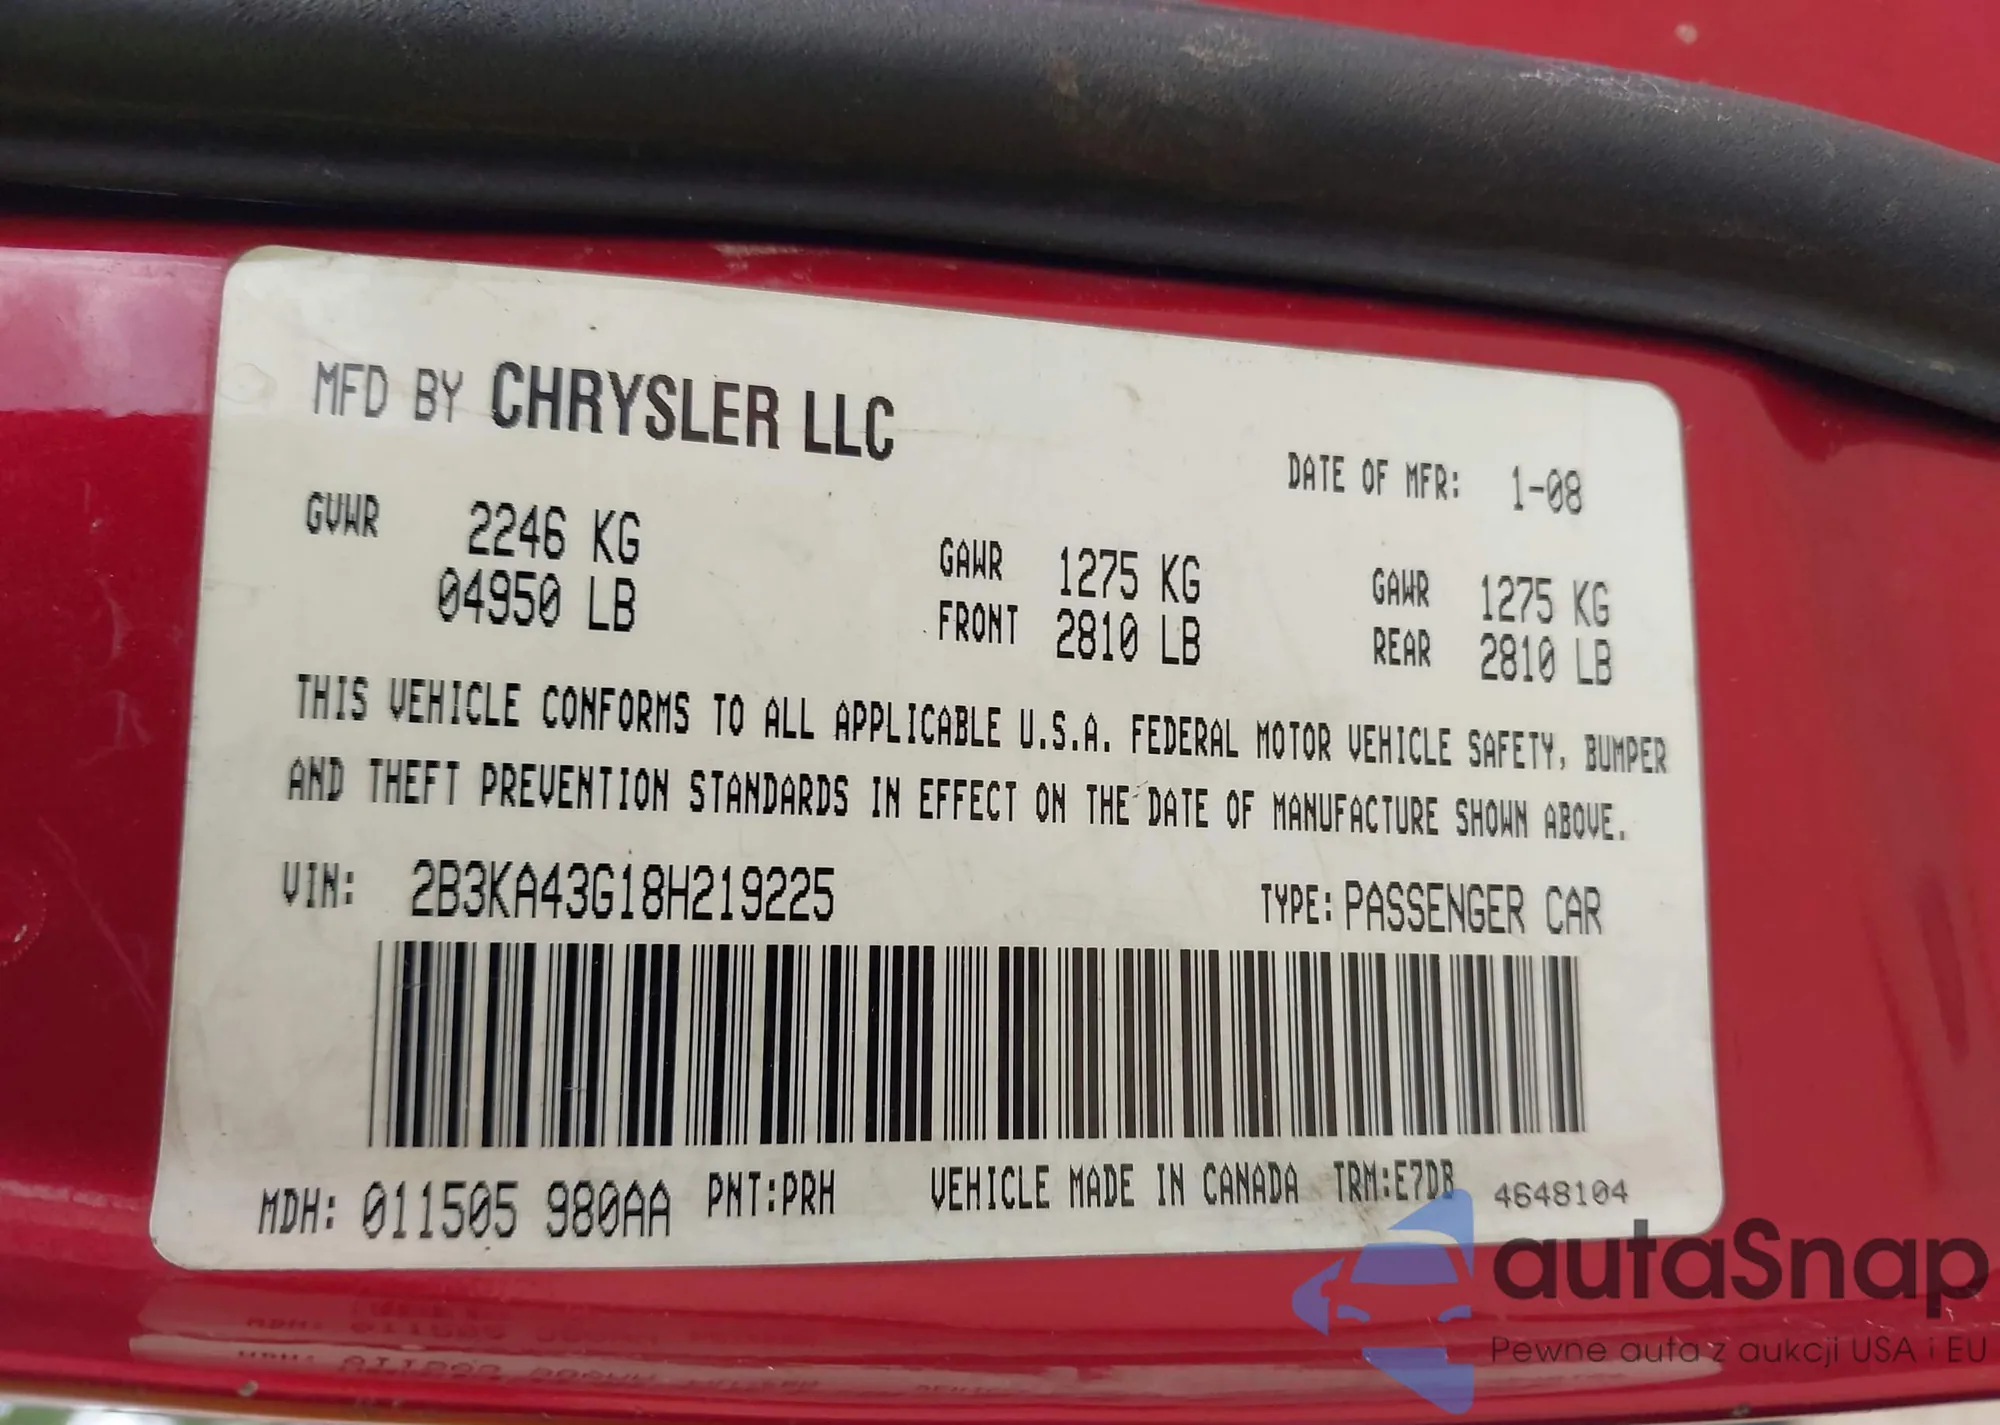 MFD BY CHRYSLER LLC
DATE OF MFR: 1-08
GVWR 2246 KG
04950 LB
GAWR FRONT 1275 KG
2810 LB
GAWR REAR 1275 KG
2810 LB
THIS VEHICLE CONFORMS TO ALL APPLICABLE U.S.A. FEDERAL MOTOR VEHICLE SAFETY, BUMPER
AND THEFT PREVENTION STANDARDS IN EFFECT ON THE DATE OF MANUFACTURE SHOWN ABOVE.
VIN: 2B3KA43G18H219225 TYPE: PASSENGER CAR
MDH: 011505 980AA PNT:PRH VEHICLE MADE IN CANADA TRM:E7DB 4648104
autaSnap
Pewne auta z aukcji USA i EU